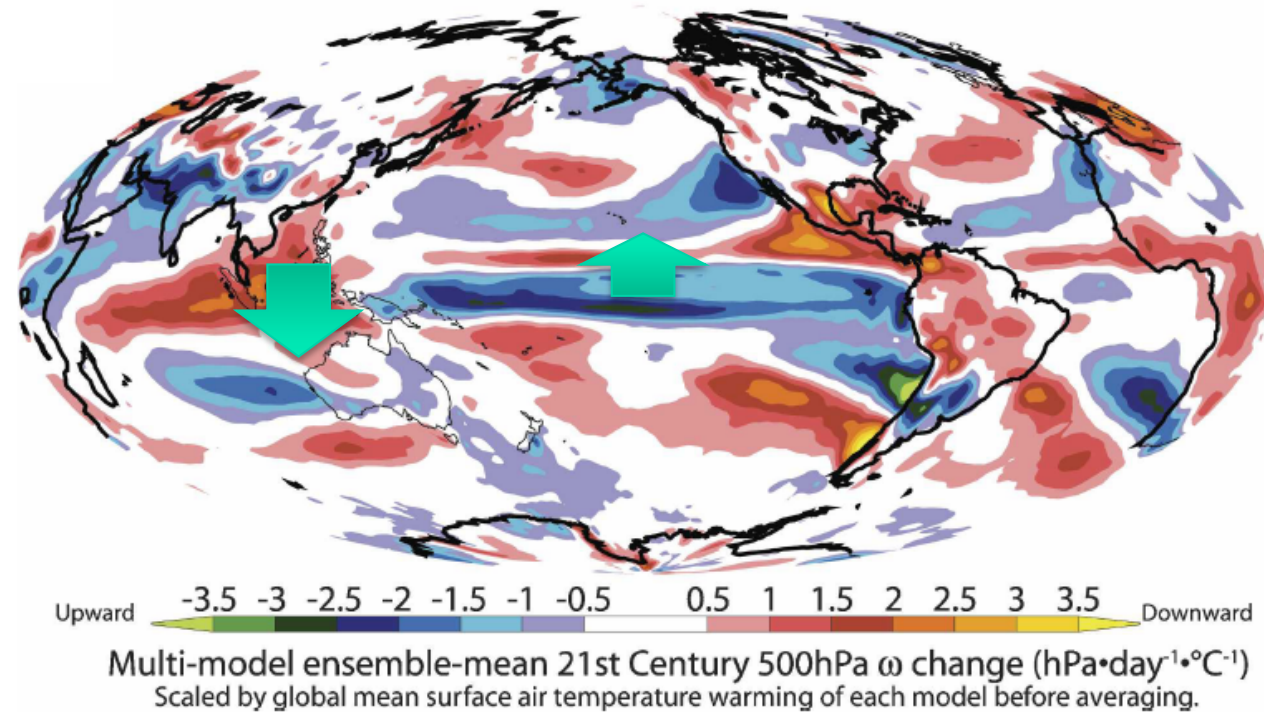 Upward -3.5 -3 -2.5 -2 -1.5 -1 -0.5 0.5 1 1.5 2 2.5 3 3.5 Downward
Multi-model ensemble-mean 21st Century 500hPa ω change (hPa•day⁻¹•°C⁻¹)
Scaled by global mean surface air temperature warming of each model before averaging.